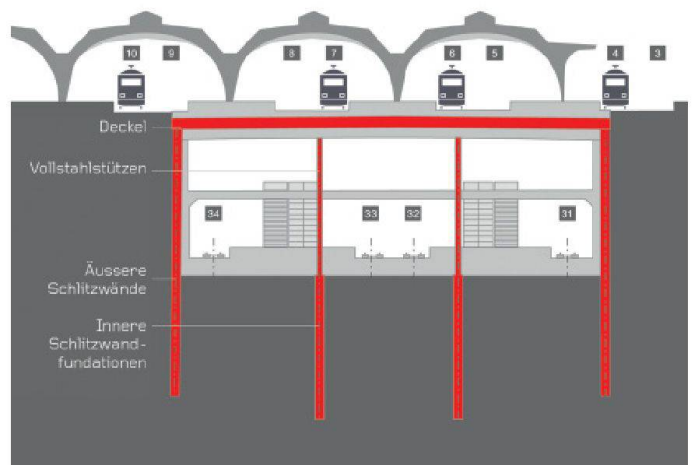 10 9 8 7 6 5 4 3
Deckel
Vollstahlstützen
34 33 32 31
Äussere
Schlitzwände
Innere
Schlitzwand-
fundationen